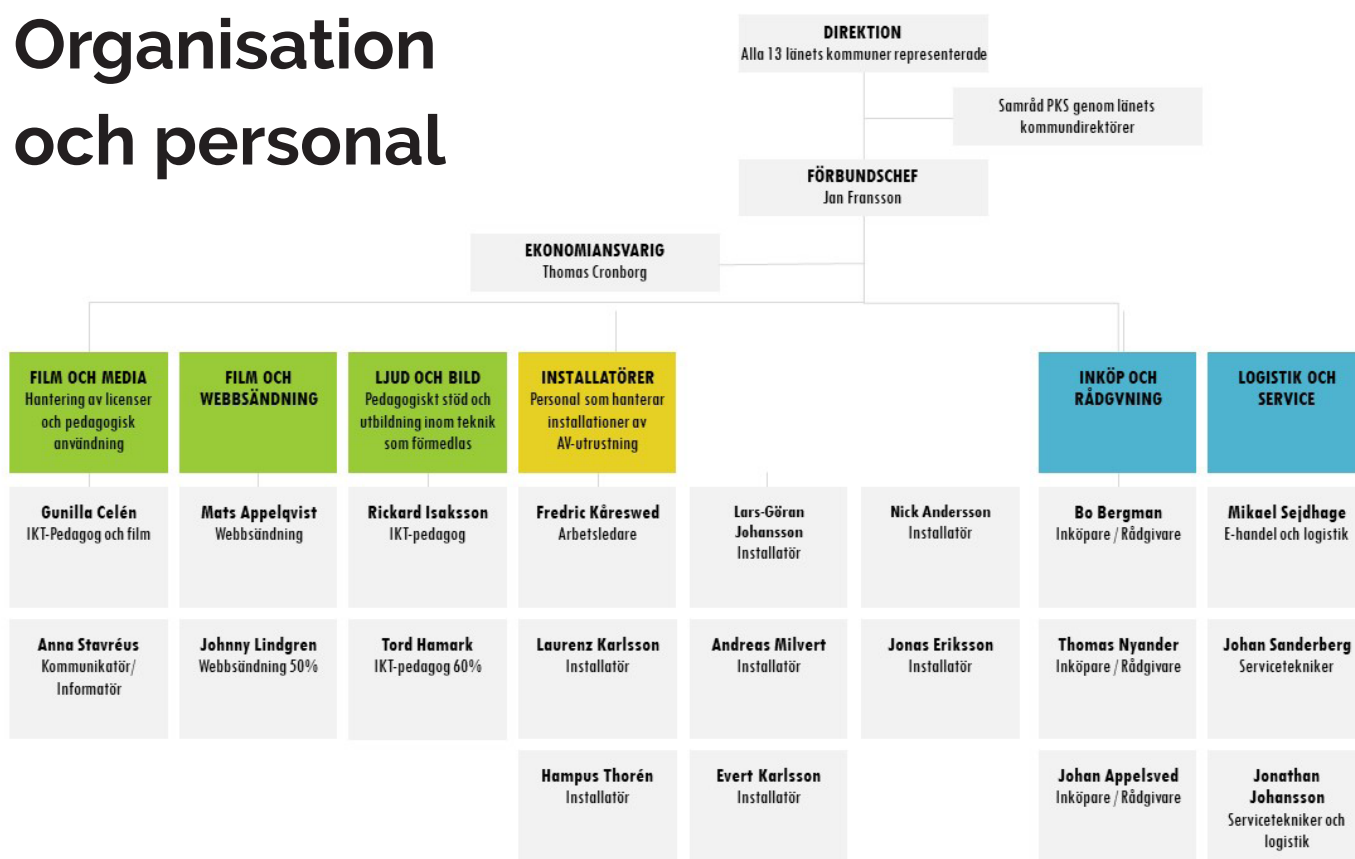 Organisation
och personal
DIREKTION
Alla 13 länets kommuner representerade
Samråd PKS genom länets
kommundirektörer
FÖRBUNDSCHEF
Jan Fransson
EKONOMIANSVARIG
Thomas Cronborg
FILM OCH MEDIA
Hantering av licenser
och pedagogisk
användning
FILM OCH
WEBBSÄNDNING
LJUD OCH BILD
Pedagogiskt stöd och
utbildning inom teknik
som förmedlas
INSTALLATÖRER
Personal som hanterar
installationer av
AV-utrustning
INKÖP OCH
RÅDGVNING
LOGISTIK OCH
SERVICE
Gunilla Celén
IKT-Pedagog och film
Mats Appelqvist
Webbsändning
Rickard Isaksson
IKT-pedagog
Fredric Kåreswed
Arbetsledare
Lars-Göran
Johansson
Installatör
Nick Andersson
Installatör
Bo Bergman
Inköpare / Rådgivare
Mikael Sejdhage
E-handel och logistik
Anna Stavréus
Kommunikatör/
Informatör
Johnny Lindgren
Webbsändning 50%
Tord Hamark
IKT-pedagog 60%
Laurenz Karlsson
Installatör
Andreas Milvert
Installatör
Jonas Eriksson
Installatör
Thomas Nyander
Inköpare / Rådgivare
Johan Sanderberg
Servicetekniker
Hampus Thorén
Installatör
Evert Karlsson
Installatör
Johan Appelsved
Inköpare / Rådgivare
Jonathan
Johansson
Servicetekniker och
logistik